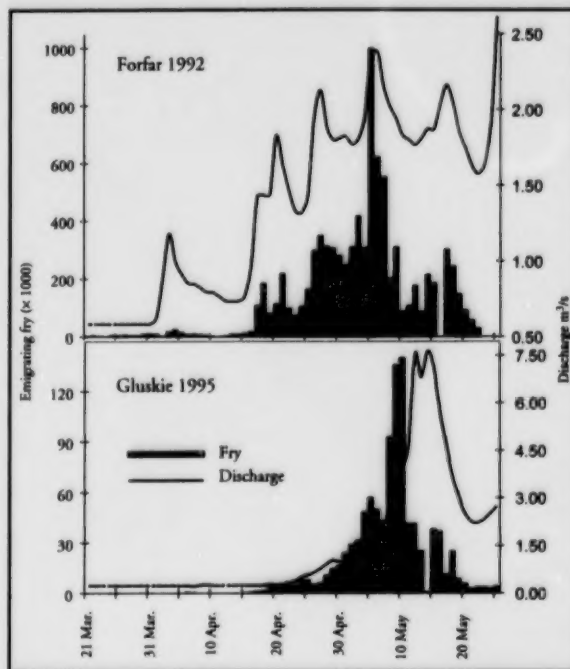 Forfar 1992
1000
800
600
400
200
0
Emigrating fry (× 1000)
2.50
2.00
1.50
1.00
0.50
Discharge m³/s
Gluskie 1995
Fry
Discharge
120
90
60
30
0
7.50
6.00
4.50
3.00
1.50
0.00
21 Mar.
31 Mar.
10 Apr.
20 Apr.
30 Apr.
10 May
20 May